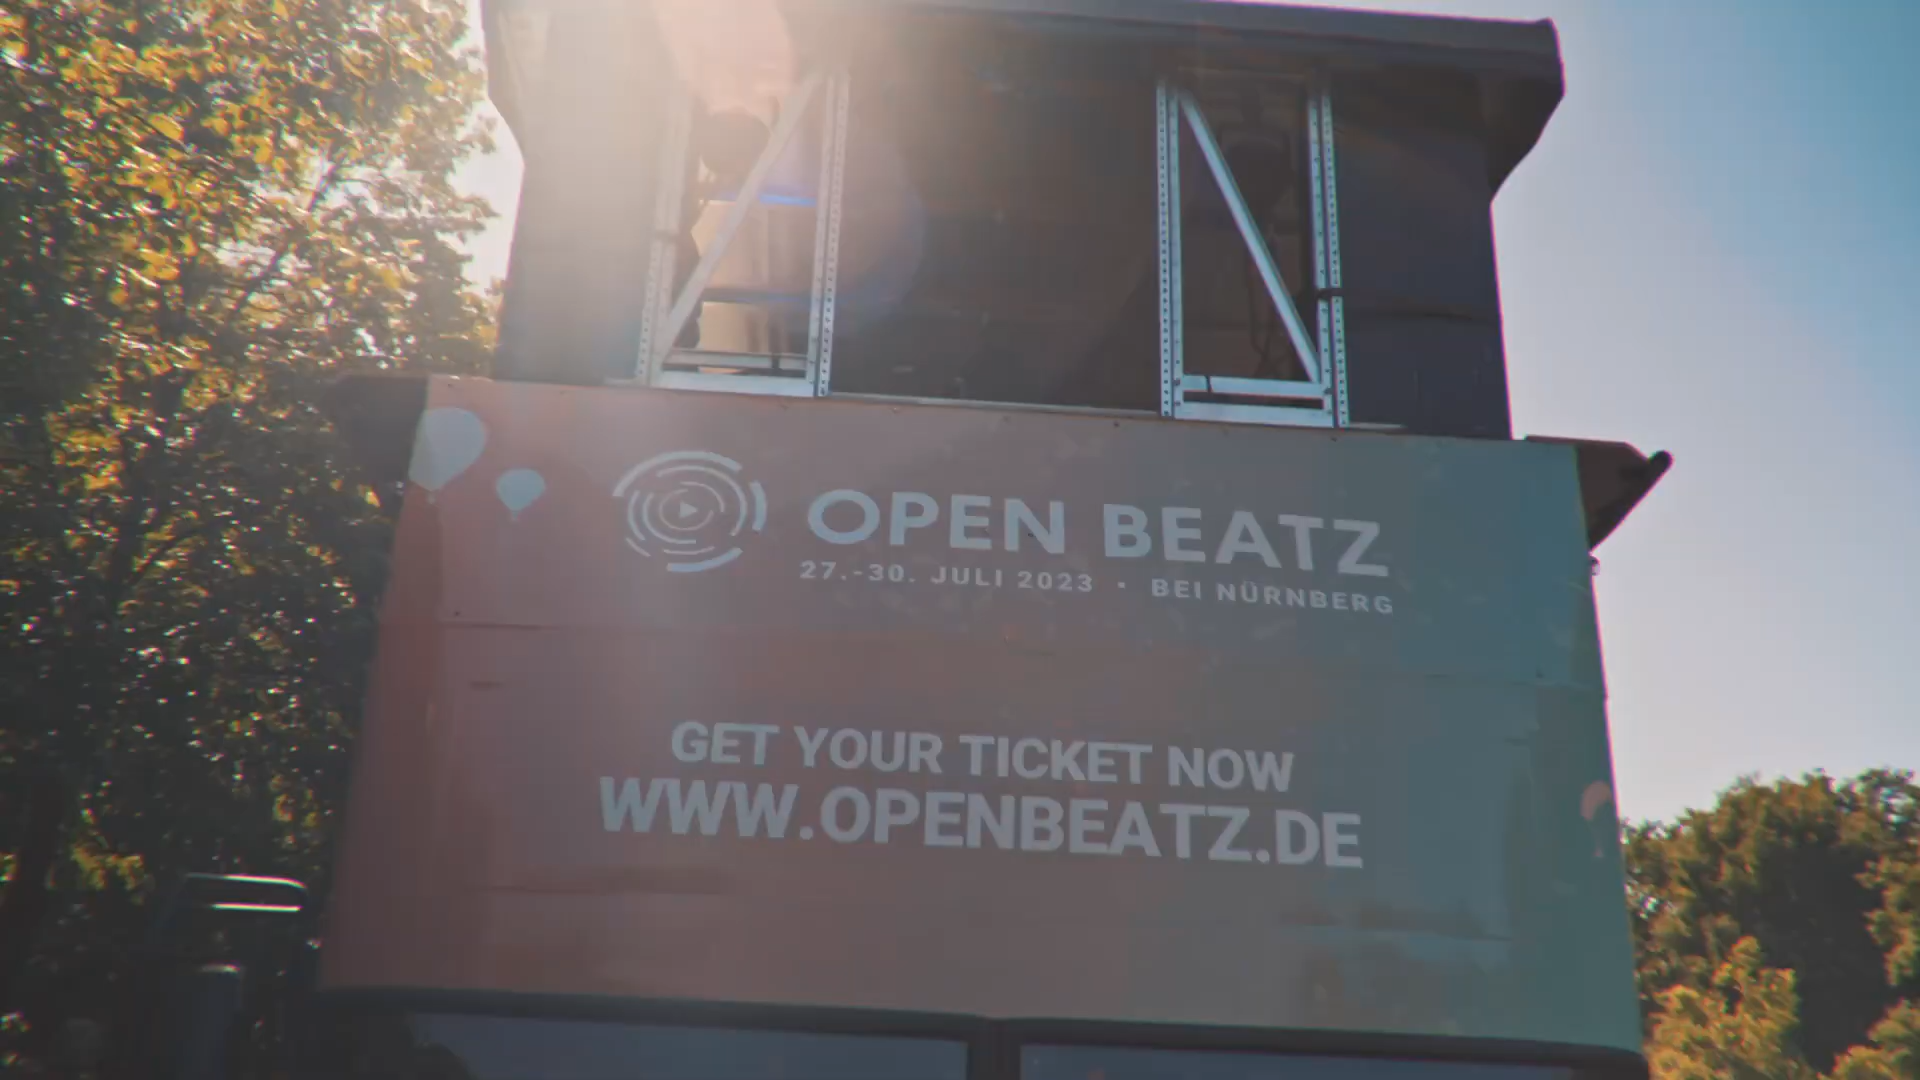 OPEN BEATZ
27.-30. JULI 2023 • BEI NÜRNBERG
GET YOUR TICKET NOW
WWW.OPENBEATZ.DE